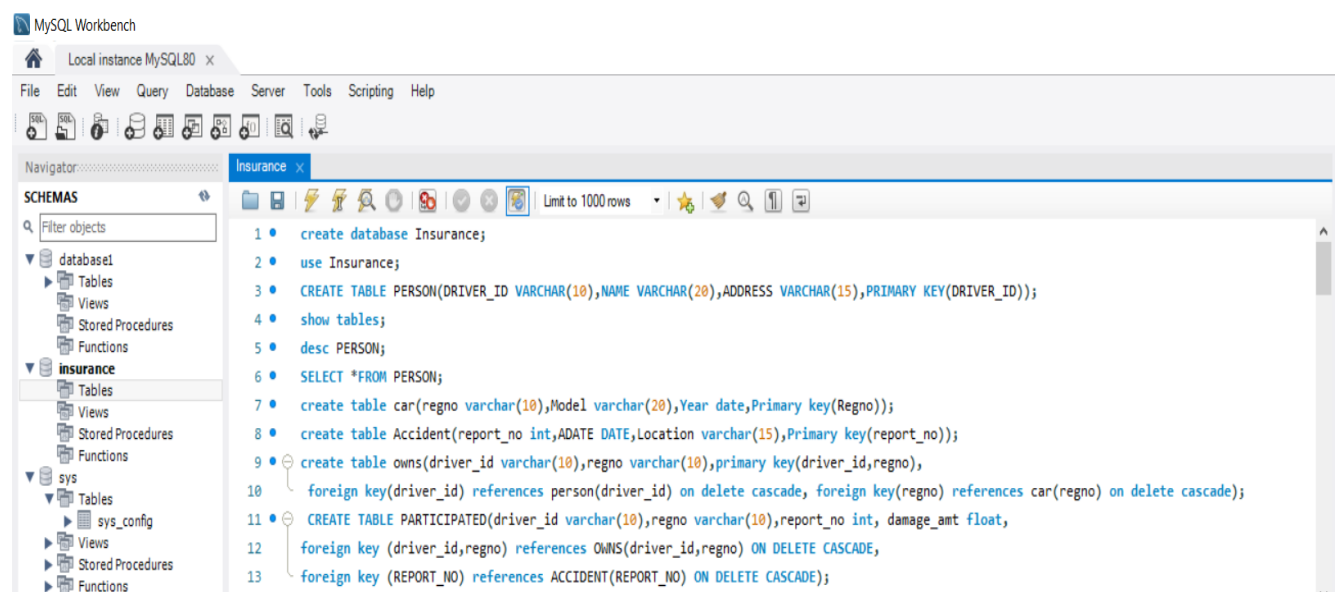 MySQL Workbench
Local instance MySQL80 ×
File Edit View Query Database Server Tools Scripting Help
Navigator
SCHEMAS
Filter objects
database1
Tables
Views
Stored Procedures
Functions
insurance
Tables
Views
Stored Procedures
Functions
sys
Tables
sys_config
Views
Stored Procedures
Functions
Insurance ×
Limit to 1000 rows
1 create database Insurance;
2 use Insurance;
3 CREATE TABLE PERSON(DRIVER_ID VARCHAR(10),NAME VARCHAR(20),ADDRESS VARCHAR(15),PRIMARY KEY(DRIVER_ID));
4 show tables;
5 desc PERSON;
6 SELECT *FROM PERSON;
7 create table car(regno varchar(10),Model varchar(20),Year date,Primary key(Regno));
8 create table Accident(report_no int,ADATE DATE,Location varchar(15),Primary key(report_no));
9 create table owns(driver_id varchar(10),regno varchar(10),primary key(driver_id,regno),
10 foreign key(driver_id) references person(driver_id) on delete cascade, foreign key(regno) references car(regno) on delete cascade);
11 CREATE TABLE PARTICIPATED(driver_id varchar(10),regno varchar(10),report_no int, damage_amt float,
12 foreign key (driver_id,regno) references OWNS(driver_id,regno) ON DELETE CASCADE,
13 foreign key (REPORT_NO) references ACCIDENT(REPORT_NO) ON DELETE CASCADE);